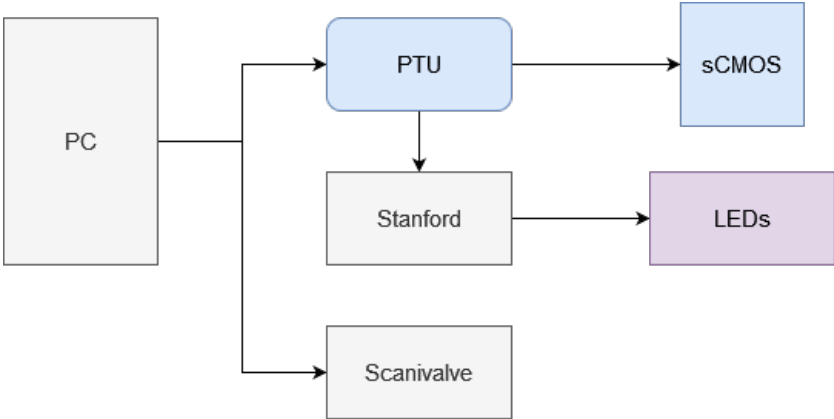 PC
PTU
sCMOS
Stanford
LEDs
Scanivalve